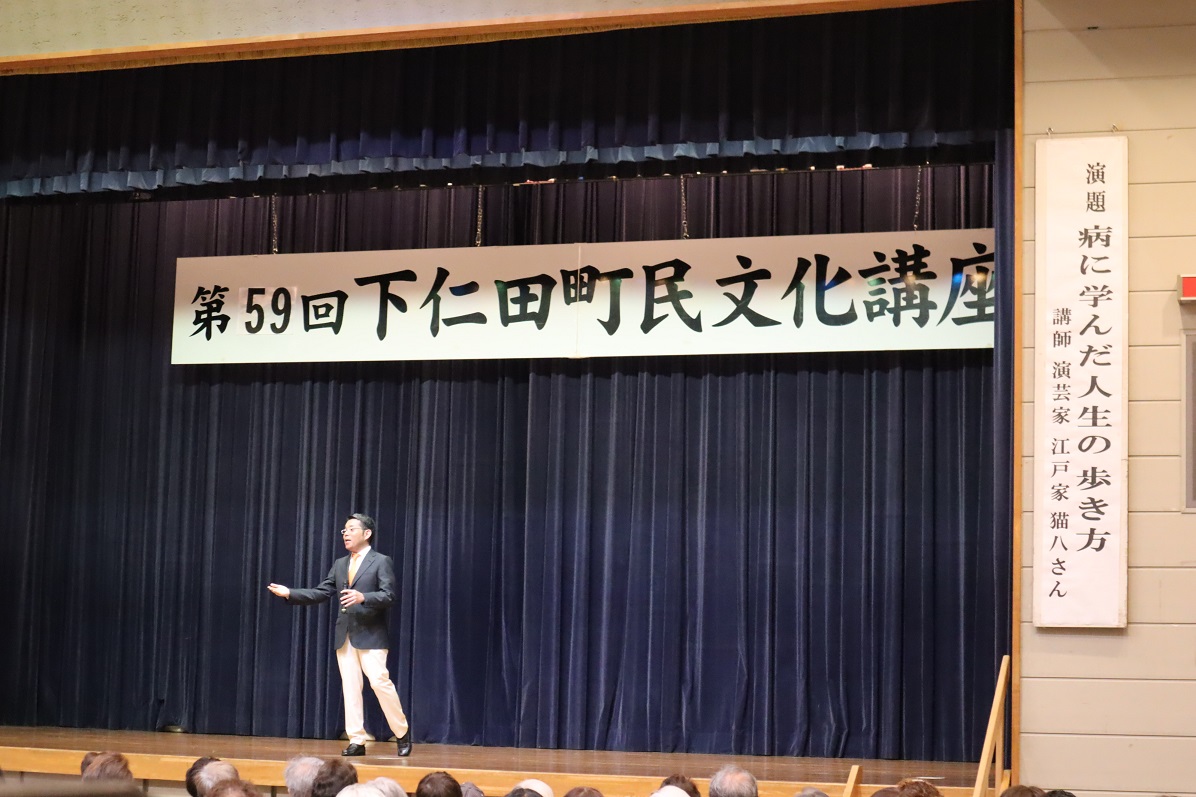 第59回下仁田町民文化講座
演題 病に学んだ人生の歩き方
講師 演芸家 江戸家 猫八さん